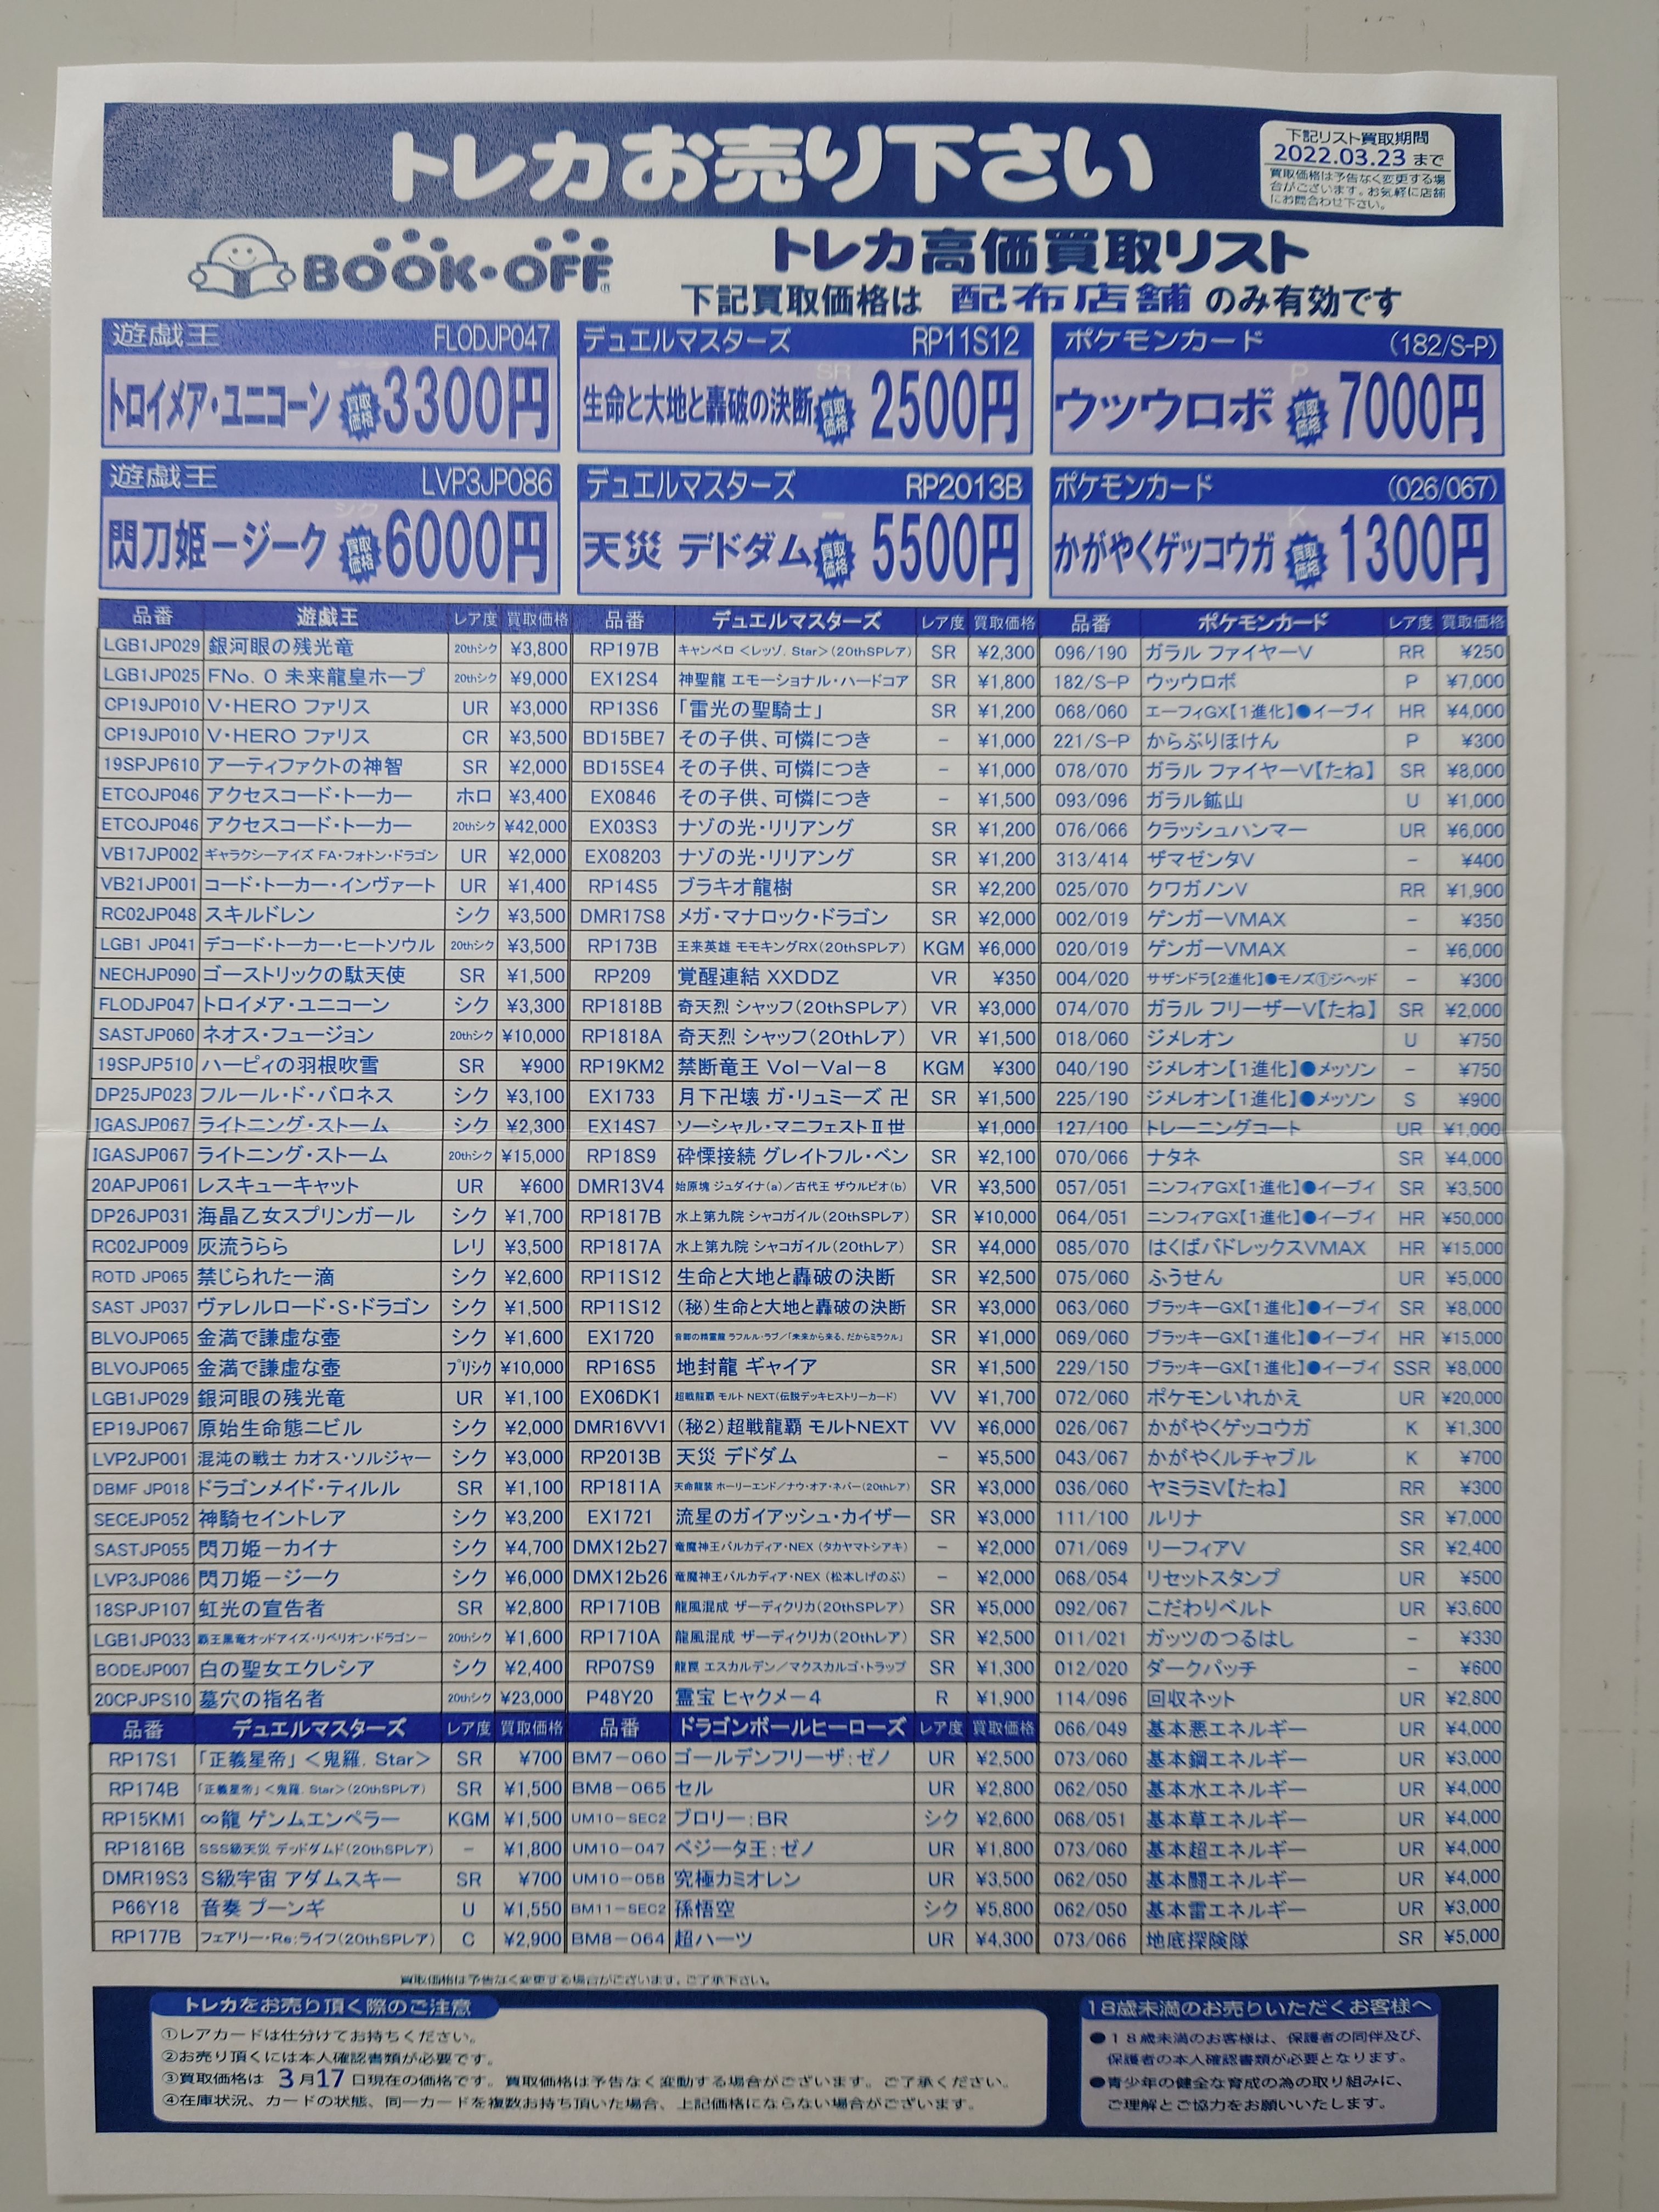 トレカお売り下さい
下記リスト買取期間
2022.03.23 まで
買取価格は予告なく変更する場
合がございます。お気軽に店舗
にお問合わせ下さい。
BOOK・OFF
トレカ高価買取リスト
下記買取価格は 配布店舗 のみ有効です
遊戯王 FLODJP047
トロイメア・ユニコーン 買取価格 3300円
デュエルマスターズ RP11S12
生命と大地と轟破の決断 買取価格 2500円
ポケモンカード (182/S-P)
ウッウロボ 買取価格 7000円
遊戯王 LVP3JP086
閃刀姫－ジーク 買取価格 6000円
デュエルマスターズ RP2013B
天災 デドダム 買取価格 5500円
ポケモンカード (026/067)
かがやくゲッコウガ 買取価格 1300円
品番 遊戯王 レア度 買取価格 品番 デュエルマスターズ レア度 買取価格 品番 ポケモンカード レア度 買取価格
LGB1JP029 銀河眼の残光竜 20thシク ¥3,800 RP197B キャンベロ <レッゾ. Star>(20thSPレア) SR ¥2,300 096/190 ガラル ファイヤーV RR ¥250
LGB1JP025 FNo. 0 未来龍皇ホープ 20thシク ¥9,000 EX12S4 神聖龍 エモーショナル・ハードコア SR ¥1,800 182/S-P ウッウロボ P ¥7,000
CP19JP010 V・HERO ファリス UR ¥3,000 RP13S6 「雷光の聖騎士」 SR ¥1,200 068/060 エーフィGX【1進化】●イーブイ HR ¥4,000
CP19JP010 V・HERO ファリス CR ¥3,500 BD15BE7 その子供、可憐につき － ¥1,000 221/S-P からぶりほけん P ¥300
19SPJP610 アーティファクトの神智 SR ¥2,000 BD15SE4 その子供、可憐につき － ¥1,000 078/070 ガラル ファイヤーV【たね】 SR ¥8,000
ETCOJP046 アクセスコード・トーカー ホロ ¥3,400 EX0846 その子供、可憐につき － ¥1,500 093/096 ガラル鉱山 U ¥1,000
ETCOJP046 アクセスコード・トーカー 20thシク ¥42,000 EX03S3 ナゾの光・リリアング SR ¥1,200 076/066 クラッシュハンマー UR ¥6,000
VB17JP002 ギャラクシーアイズ FA・フォトン・ドラゴン UR ¥2,000 EX08203 ナゾの光・リリアング SR ¥1,200 313/414 ザマゼンタV － ¥400
VB21JP001 コード・トーカー・インヴァート UR ¥1,400 RP14S5 ブラキオ龍樹 SR ¥2,200 025/070 クワガノンV RR ¥1,900
RC02JP048 スキルドレン シク ¥3,500 DMR17S8 メガ・マナロック・ドラゴン SR ¥2,000 002/019 ゲンガーVMAX － ¥350
LGB1 JP041 デコード・トーカー・ヒートソウル 20thシク ¥3,500 RP173B 王来英雄 モモキングRX(20thSPレア) KGM ¥6,000 020/019 ゲンガーVMAX － ¥6,000
NECHJP090 ゴーストリックの駄天使 SR ¥1,500 RP209 覚醒連結 XXDDZ VR ¥350 004/020 サザンドラ【2進化】●モノズ①ジヘッド － ¥300
FLODJP047 トロイメア・ユニコーン シク ¥3,300 RP1818B 奇天烈 シャッフ(20thSPレア) VR ¥3,000 074/070 ガラル フリーザーV【たね】 SR ¥2,000
SASTJP060 ネオス・フュージョン 20thシク ¥10,000 RP1818A 奇天烈 シャッフ(20thレア) VR ¥1,500 018/060 ジメレオン U ¥750
19SPJP510 ハーピィの羽根吹雪 SR ¥900 RP19KM2 禁断竜王 Vol－Val－8 KGM ¥300 040/190 ジメレオン【1進化】●メッソン － ¥750
DP25JP023 フルール・ド・バロネス シク ¥3,100 EX1733 月下卍壊 ガ・リュミーズ 卍 SR ¥1,500 225/190 ジメレオン【1進化】●メッソン S ¥900
IGASJP067 ライトニング・ストーム シク ¥2,300 EX14S7 ソーシャル・マニフェストⅡ世 ¥1,000 127/100 トレーニングコート UR ¥1,000
IGASJP067 ライトニング・ストーム 20thシク ¥15,000 RP18S9 砕慄接続 グレイトフル・ベン SR ¥2,100 070/066 ナタネ SR ¥4,000
20APJP061 レスキューキャット UR ¥600 DMR13V4 始原塊 ジュダイナ(a)／古代王 ザウルピオ(b) VR ¥3,500 057/051 ニンフィアGX【1進化】●イーブイ SR ¥3,500
DP26JP031 海晶乙女スプリンガール シク ¥1,700 RP1817B 水上第九院 シャコガイル(20thSPレア) SR ¥10,000 064/051 ニンフィアGX【1進化】●イーブイ HR ¥50,000
RC02JP009 灰流うらら レリ ¥3,500 RP1817A 水上第九院 シャコガイル(20thレア) SR ¥4,000 085/070 はくばバドレックスVMAX HR ¥15,000
ROTD JP065 禁じられた一滴 シク ¥2,600 RP11S12 生命と大地と轟破の決断 SR ¥2,500 075/060 ふうせん UR ¥5,000
SAST JP037 ヴァレルロード・S・ドラゴン シク ¥1,500 RP11S12 (秘)生命と大地と轟破の決断 SR ¥3,000 063/060 ブラッキーGX【1進化】●イーブイ SR ¥8,000
BLVOJP065 金満で謙虚な壺 シク ¥1,600 EX1720 音卿の精霊龍 ラフルル・ラブ／「未来から来る、だからミラクル」 SR ¥1,000 069/060 ブラッキーGX【1進化】●イーブイ HR ¥15,000
BLVOJP065 金満で謙虚な壺 プリシク ¥10,000 RP16S5 地封龍 ギャイア SR ¥1,500 229/150 ブラッキーGX【1進化】●イーブイ SSR ¥8,000
LGB1JP029 銀河眼の残光竜 UR ¥1,100 EX06DK1 超戦龍覇 モルト NEXT(伝説デッキヒストリーカード) VV ¥1,700 072/060 ポケモンいれかえ UR ¥20,000
EP19JP067 原始生命態ニビル シク ¥2,000 DMR16VV1 (秘2)超戦龍覇 モルトNEXT VV ¥6,000 026/067 かがやくゲッコウガ K ¥1,300
LVP2JP001 混沌の戦士 カオス・ソルジャー シク ¥3,000 RP2013B 天災 デドダム － ¥5,500 043/067 かがやくルチャブル K ¥700
DBMF JP018 ドラゴンメイド・ティルル SR ¥1,100 RP1811A 天命龍装 ホーリーエンド／ナウ・オア・ネバー(20thレア) SR ¥3,000 036/060 ヤミラミV【たね】 RR ¥300
SECEJP052 神騎セイントレア シク ¥3,200 EX1721 流星のガイアッシュ・カイザー SR ¥3,000 111/100 ルリナ SR ¥7,000
SASTJP055 閃刀姫－カイナ シク ¥4,700 DMX12b27 竜魔神王バルカディア・NEX (タカヤマトシアキ) － ¥2,000 071/069 リーフィアV SR ¥2,400
LVP3JP086 閃刀姫－ジーク シク ¥6,000 DMX12b26 竜魔神王バルカディア・NEX (松本しげのぶ) － ¥2,000 068/054 リセットスタンプ UR ¥500
18SPJP107 虹光の宣告者 SR ¥2,800 RP1710B 龍風混成 ザーディクリカ(20thSPレア) SR ¥5,000 092/067 こだわりベルト UR ¥3,600
LGB1JP033 覇王黒竜オッドアイズ・リベリオン・ドラゴン－ 20thシク ¥1,600 RP1710A 龍風混成 ザーディクリカ(20thレア) SR ¥2,500 011/021 ガッツのつるはし － ¥330
BODEJP007 白の聖女エクレシア シク ¥2,400 RP07S9 龍罠 エスカルデン／マクスカルゴ・トラップ SR ¥1,300 012/020 ダークパッチ － ¥600
20CPJPS10 墓穴の指名者 20thシク ¥23,000 P48Y20 霊宝 ヒャクメー4 R ¥1,900 114/096 回収ネット UR ¥2,800
品番 デュエルマスターズ レア度 買取価格 品番 ドラゴンボールヒーローズ レア度 買取価格 066/049 基本悪エネルギー UR ¥4,000
RP17S1 「正義星帝」<鬼羅. Star> SR ¥700 BM7－060 ゴールデンフリーザ：ゼノ UR ¥2,500 073/060 基本鋼エネルギー UR ¥3,000
RP174B 「正義星帝」<鬼羅. Star>(20thSPレア) SR ¥1,500 BM8－065 セル UR ¥2,800 062/050 基本水エネルギー UR ¥4,000
RP15KM1 ∞龍 ゲンムエンペラー KGM ¥1,500 UM10－SEC2 ブロリー：BR シク ¥2,600 068/051 基本草エネルギー UR ¥4,000
RP1816B SSS級天災 デッドダムド(20thSPレア) － ¥1,800 UM10－047 ベジータ王：ゼノ UR ¥1,800 073/060 基本超エネルギー UR ¥4,000
DMR19S3 S級宇宙 アダムスキー SR ¥700 UM10－058 究極カミオレン UR ¥3,500 062/050 基本闘エネルギー UR ¥4,000
P66Y18 音奏 プーンギ U ¥1,550 BM11－SEC2 孫悟空 シク ¥5,800 062/050 基本雷エネルギー UR ¥3,000
RP177B フェアリー・Re:ライフ(20thSPレア) C ¥2,900 BM8－064 超ハーツ UR ¥4,300 073/066 地底探険隊 SR ¥5,000
買取価格は予告なく変更する場合がございます。ご了承下さい。
トレカをお売り頂く際のご注意
①レアカードは仕分けてお持ちください。
②お売り頂くには本人確認書類が必要です。
③買取価格は 3月17日現在の価格です。買取価格は予告なく変動する場合がございます。ご了承ください。
④在庫状況、カードの状態、同一カードを複数お持ち頂いた場合、上記価格にならない場合がございます。
18歳未満のお売りいただくお客様へ
●18歳未満のお客様は、保護者の同伴及び、
保護者の本人確認書類が必要となります。
●青少年の健全な育成の為の取り組みに、
ご理解とご協力をお願いいたします。